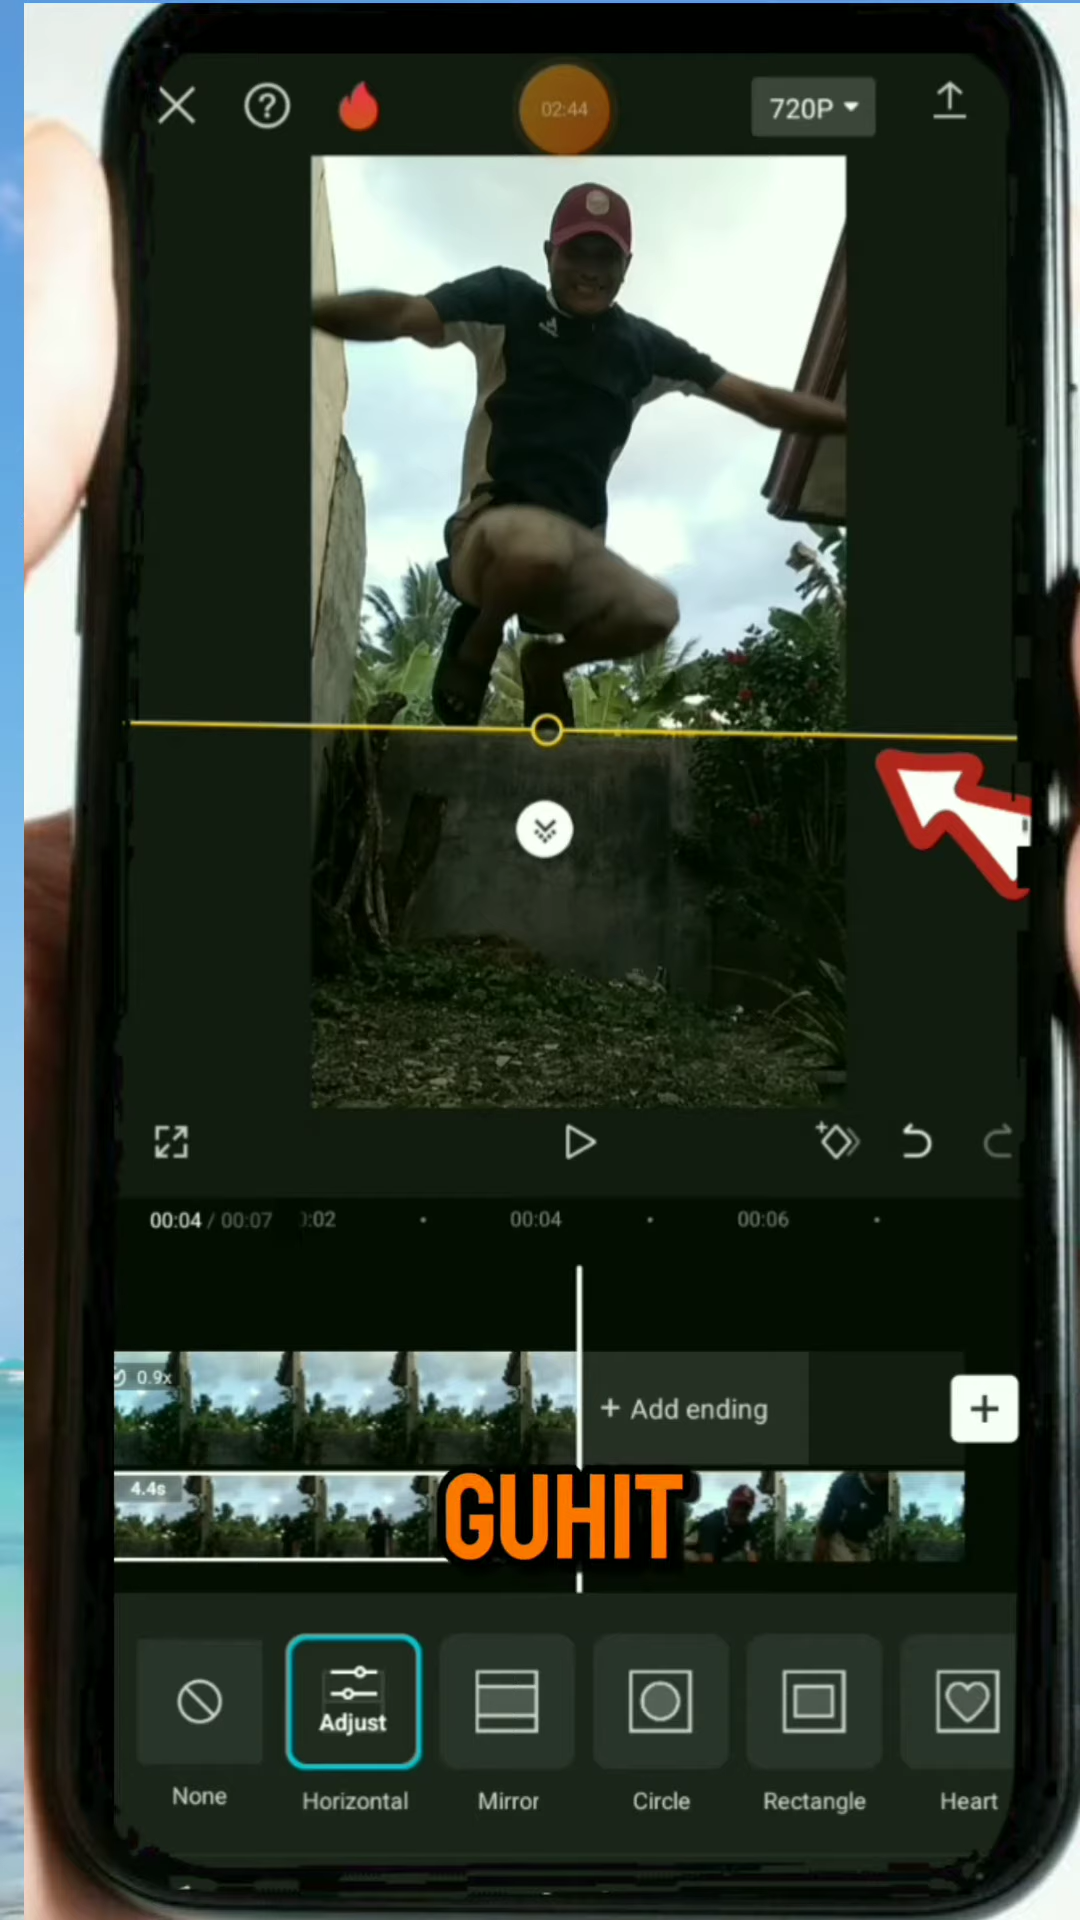 02:44
720P
00:04 / 00:07
0:02
00:04
00:06
0.9x
+ Add ending
4.4s
GUHIT
Adjust
None
Horizontal
Mirror
Circle
Rectangle
Heart